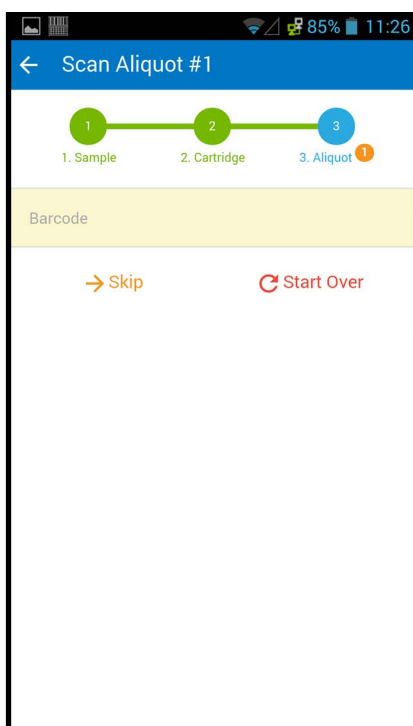 85% 11:26
Scan Aliquot #1
1 2 3
1. Sample 2. Cartridge 3. Aliquot 1
Barcode
Skip Start Over